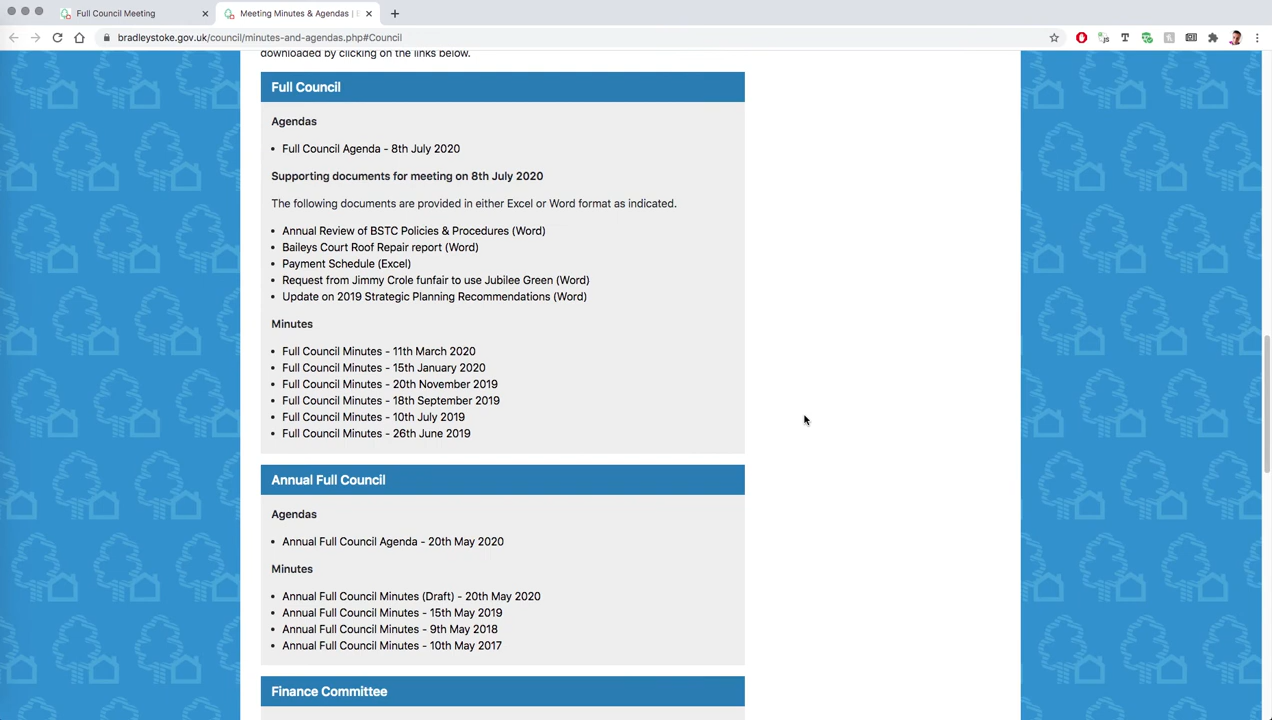 Full Council Meeting
Meeting Minutes & Agendas |
bradleystoke.gov.uk/council/minutes-and-agendas.php#Council
downloaded by clicking on the links below.
Full Council
Agendas
• Full Council Agenda - 8th July 2020
Supporting documents for meeting on 8th July 2020
The following documents are provided in either Excel or Word format as indicated.
• Annual Review of BSTC Policies & Procedures (Word)
• Baileys Court Roof Repair report (Word)
• Payment Schedule (Excel)
• Request from Jimmy Crole funfair to use Jubilee Green (Word)
• Update on 2019 Strategic Planning Recommendations (Word)
Minutes
• Full Council Minutes - 11th March 2020
• Full Council Minutes - 15th January 2020
• Full Council Minutes - 20th November 2019
• Full Council Minutes - 18th September 2019
• Full Council Minutes - 10th July 2019
• Full Council Minutes - 26th June 2019
Annual Full Council
Agendas
• Annual Full Council Agenda - 20th May 2020
Minutes
• Annual Full Council Minutes (Draft) - 20th May 2020
• Annual Full Council Minutes - 15th May 2019
• Annual Full Council Minutes - 9th May 2018
• Annual Full Council Minutes - 10th May 2017
Finance Committee